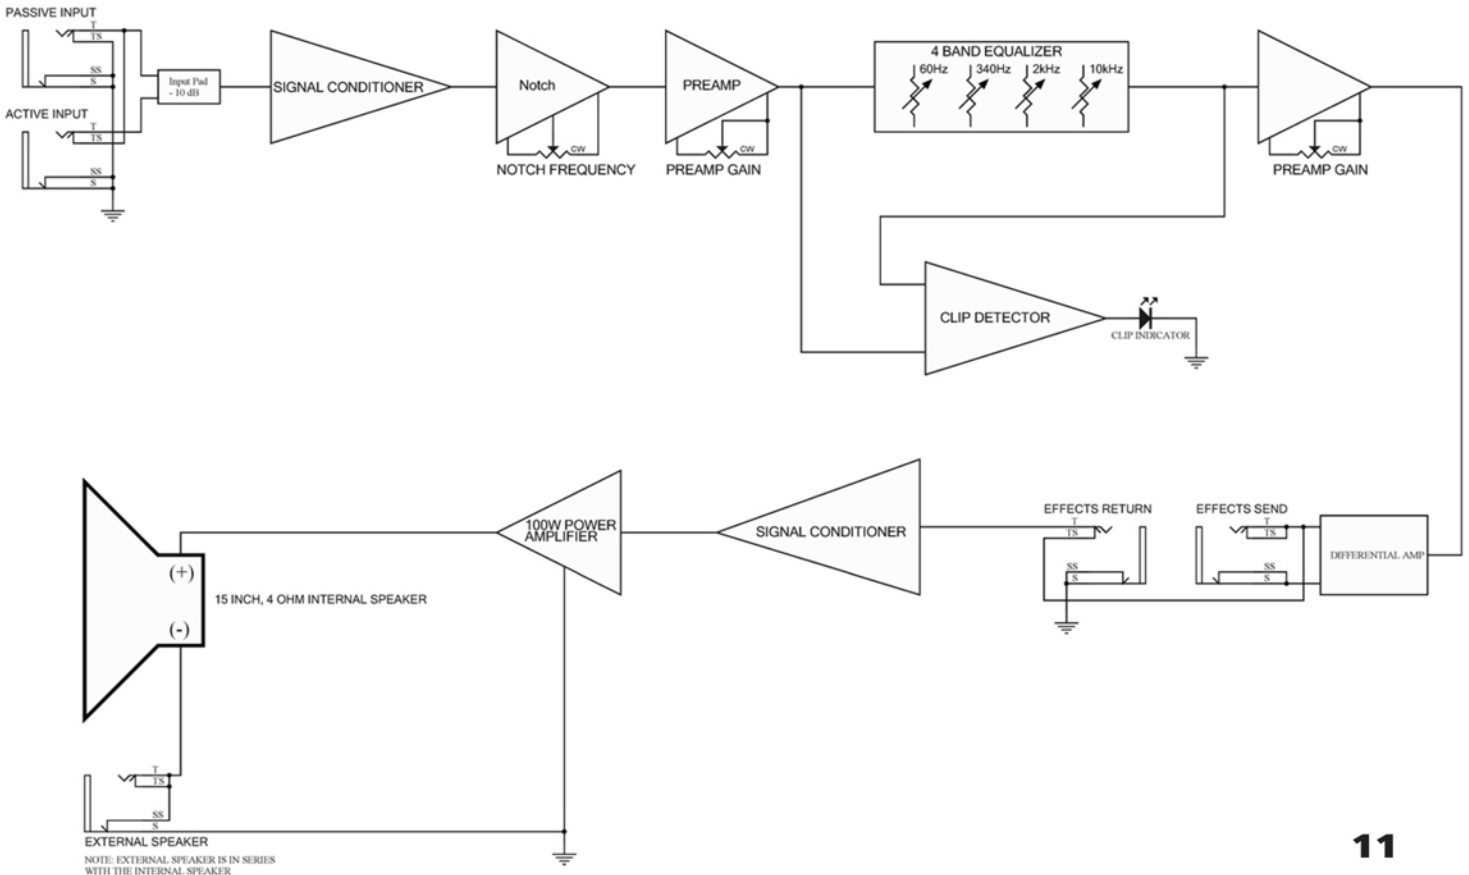 PASSIVE INPUT
T
TS
SS
S
ACTIVE INPUT
T
TS
SS
S
Input Pad
- 10 dB
SIGNAL CONDITIONER
Notch
cw
NOTCH FREQUENCY
PREAMP
cw
PREAMP GAIN
4 BAND EQUALIZER
60Hz
340Hz
2kHz
10kHz
cw
PREAMP GAIN
CLIP DETECTOR
CLIP INDICATOR
EFFECTS RETURN
T
TS
SS
S
EFFECTS SEND
T
TS
SS
S
DIFFERENTIAL AMP
SIGNAL CONDITIONER
100W POWER
AMPLIFIER
(+)
(-)
15 INCH, 4 OHM INTERNAL SPEAKER
T
TS
SS
S
EXTERNAL SPEAKER
NOTE: EXTERNAL SPEAKER IS IN SERIES
WITH THE INTERNAL SPEAKER
11